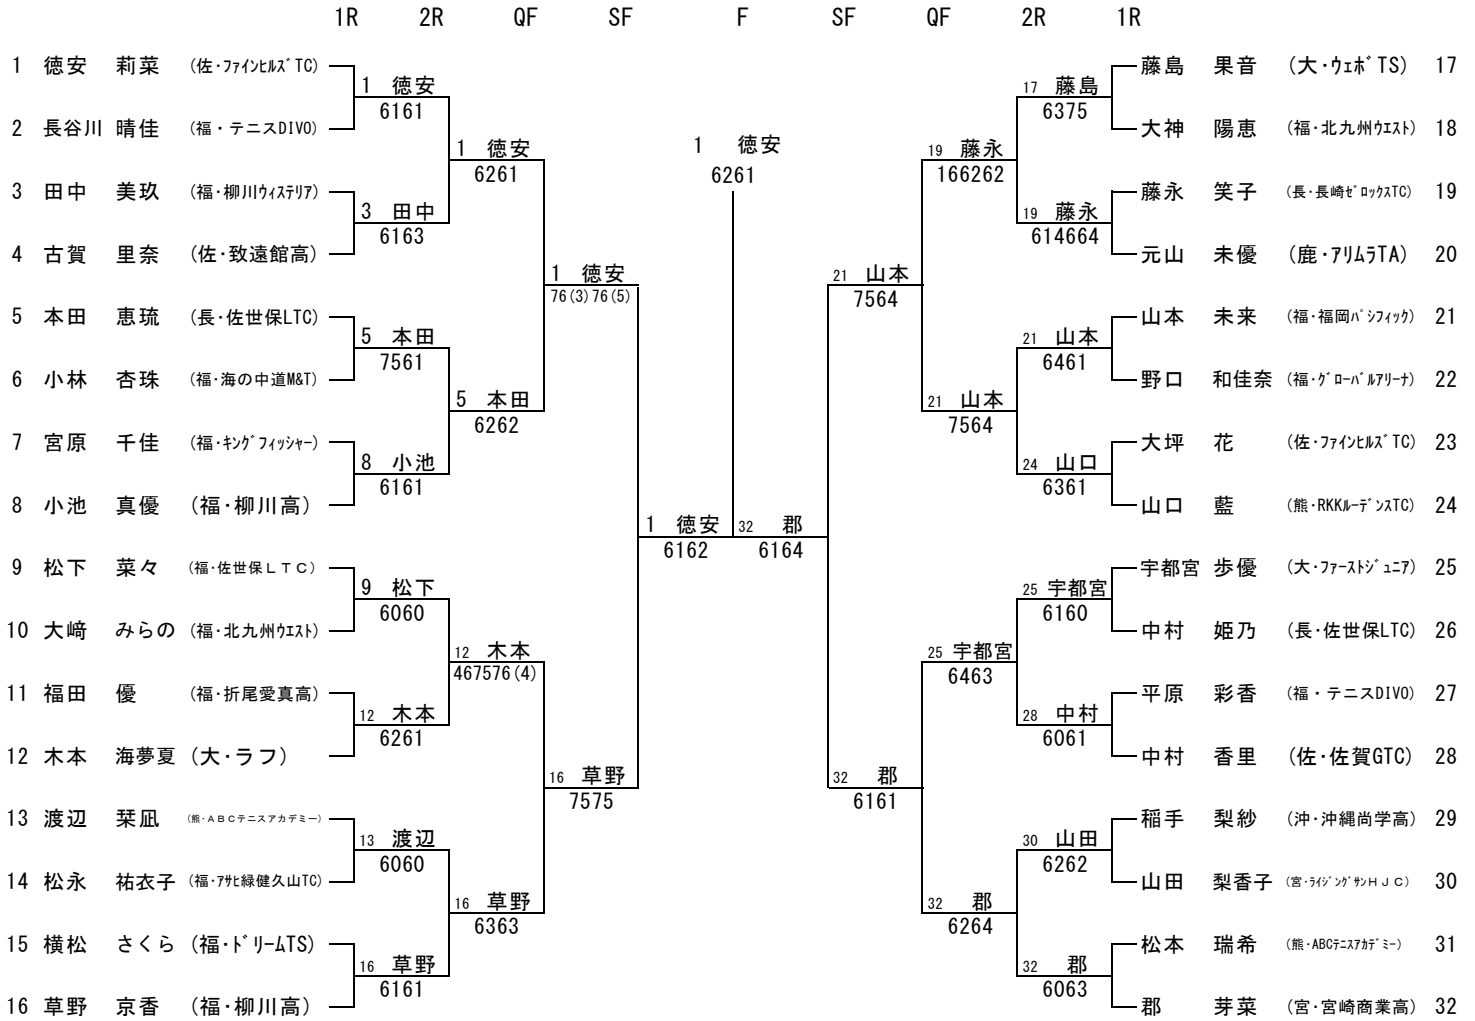 1R 2R QF SF F SF QF 2R 1R
1 徳安 莉菜 (佐・ファインヒルズTC)
1 徳安
6161
2 長谷川 晴佳 (福・テニスDIVO)
1 徳安
6261
3 田中 美玖 (福・柳川ウィステリア)
3 田中
6163
4 古賀 里奈 (佐・致遠館高)
1 徳安
76(3)76(5)
5 本田 恵琉 (長・佐世保LTC)
5 本田
7561
6 小林 杏珠 (福・海の中道M&T)
5 本田
6262
7 宮原 千佳 (福・キングフィッシャー)
8 小池
6161
8 小池 真優 (福・柳川高)
1 徳安
6162
9 松下 菜々 (福・佐世保LTC)
9 松下
6060
10 大﨑 みらの (福・北九州ウエスト)
12 木本
467576(4)
11 福田 優 (福・折尾愛真高)
12 木本
6261
12 木本 海夢夏 (大・ラフ)
16 草野
7575
13 渡辺 栞凪 (熊・ABCテニスアカデミー)
13 渡辺
6060
14 松永 祐衣子 (福・アサヒ緑健久山TC)
16 草野
6363
15 横松 さくら (福・ドリームTS)
16 草野
6161
16 草野 京香 (福・柳川高)
1 徳安
6261
藤島 果音 (大・ウェボTS) 17
17 藤島
6375
大神 陽恵 (福・北九州ウエスト) 18
19 藤永
166262
藤永 笑子 (長・長崎ゼロックスTC) 19
19 藤永
614664
元山 未優 (鹿・アリムラTA) 20
21 山本
7564
山本 未来 (福・福岡パシフィック) 21
21 山本
6461
野口 和佳奈 (福・グローバルアリーナ) 22
21 山本
7564
大坪 花 (佐・ファインヒルズTC) 23
24 山口
6361
山口 藍 (熊・RKKルーデンスTC) 24
32 郡
6164
宇都宮 歩優 (大・ファーストジュニア) 25
25 宇都宮
6160
中村 姫乃 (長・佐世保LTC) 26
25 宇都宮
6463
平原 彩香 (福・テニスDIVO) 27
28 中村
6061
中村 香里 (佐・佐賀GTC) 28
32 郡
6161
稲手 梨紗 (沖・沖縄尚学高) 29
30 山田
6262
山田 梨香子 (宮・ライジングサンHJC) 30
32 郡
6264
松本 瑞希 (熊・ABCテニスアカデミー) 31
32 郡
6063
郡 芽菜 (宮・宮崎商業高) 32